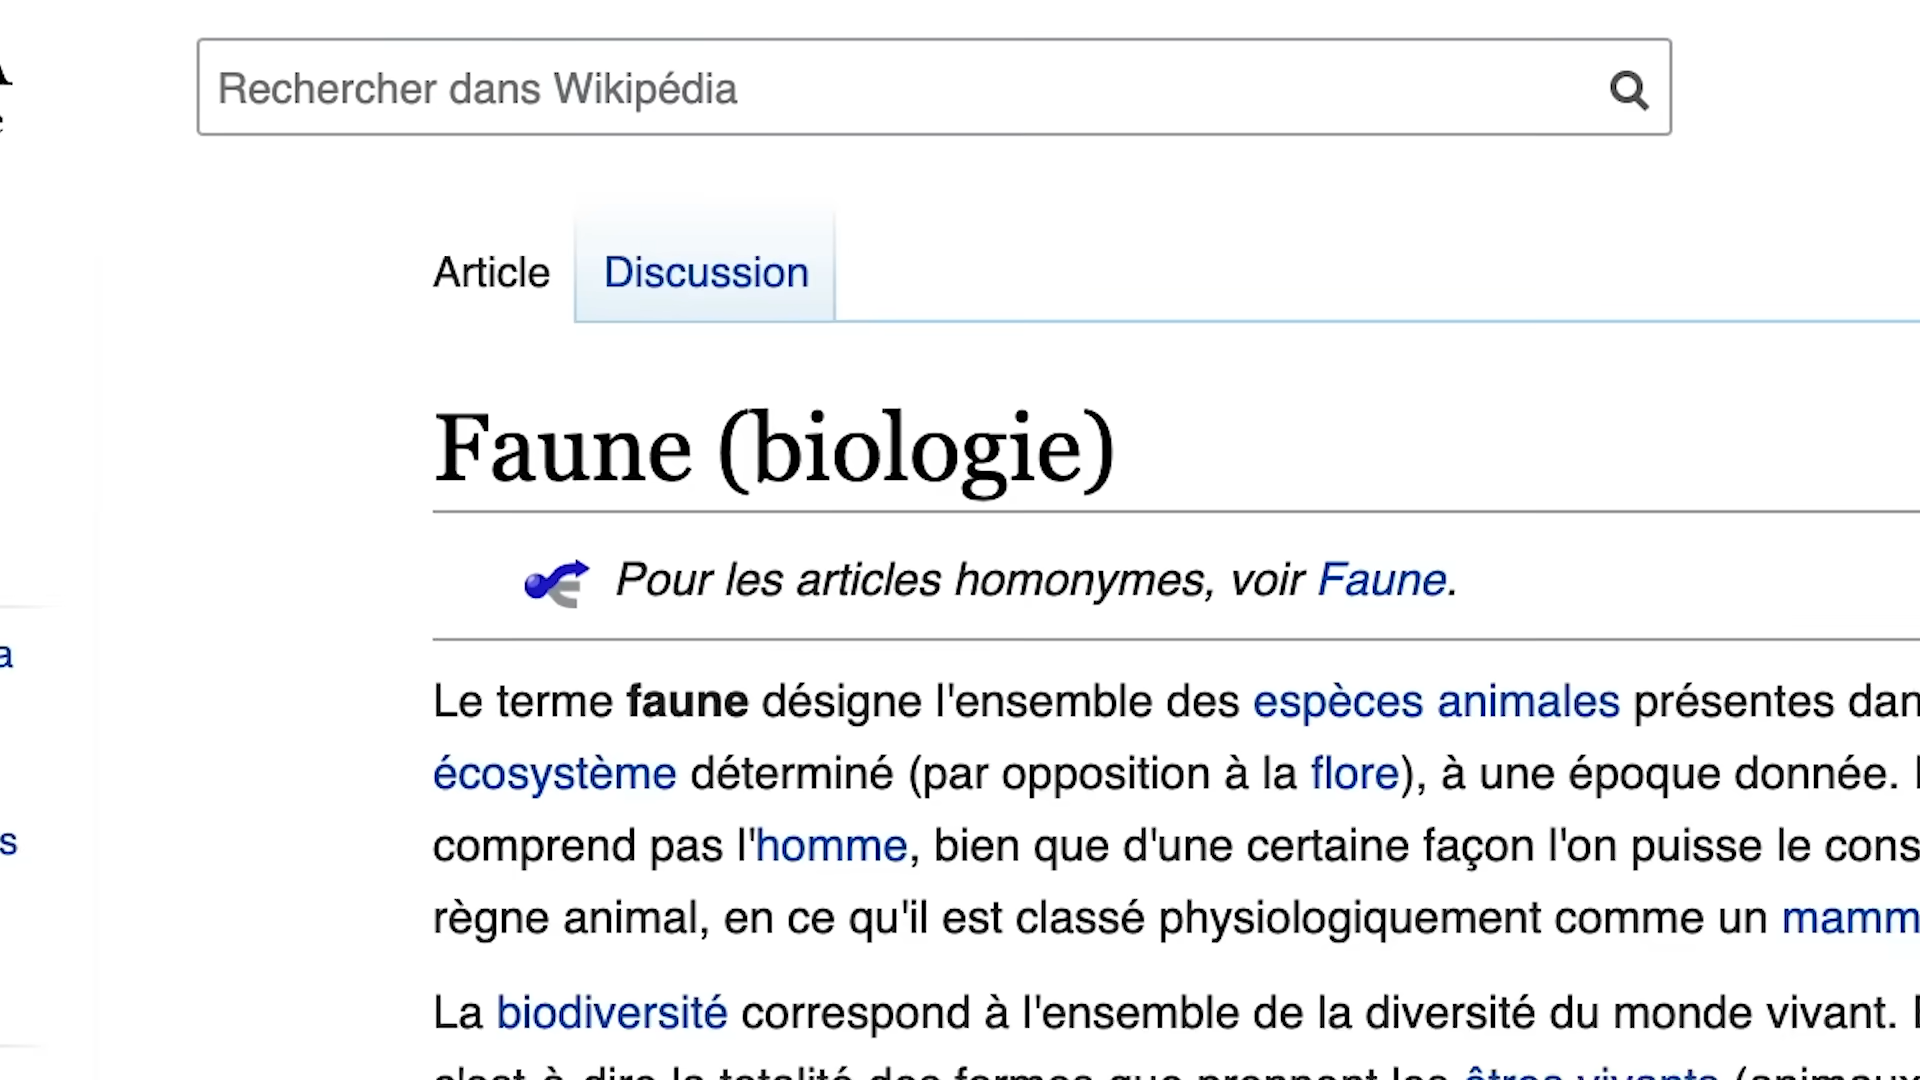 Rechercher dans Wikipédia
Article Discussion
Faune (biologie)
Pour les articles homonymes, voir Faune.
Le terme faune désigne l'ensemble des espèces animales présentes
écosystème déterminé (par opposition à la flore), à une époque donnée.
comprend pas l'homme, bien que d'une certaine façon l'on puisse le
règne animal, en ce qu'il est classé physiologiquement comme un
La biodiversité correspond à l'ensemble de la diversité du monde vivant.